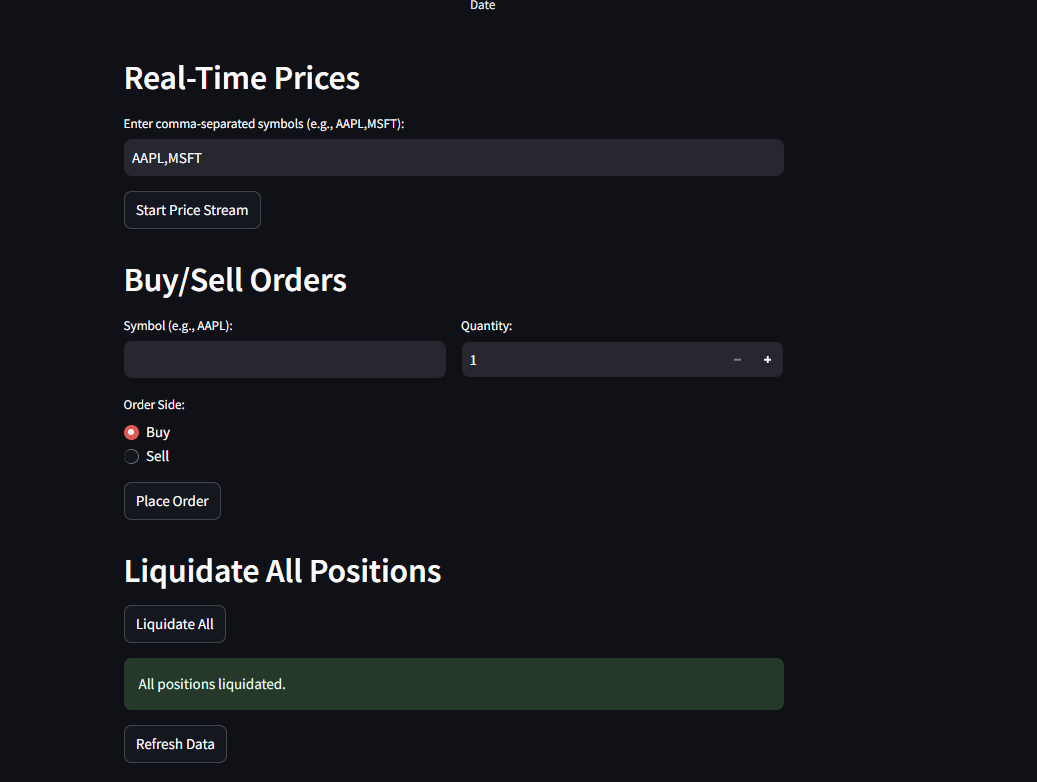 Date
Real-Time Prices
Enter comma-separated symbols (e.g., AAPL,MSFT):
AAPL,MSFT
Start Price Stream
Buy/Sell Orders
Symbol (e.g., AAPL):
Quantity:
1
Order Side:
Buy
Sell
Place Order
Liquidate All Positions
Liquidate All
All positions liquidated.
Refresh Data